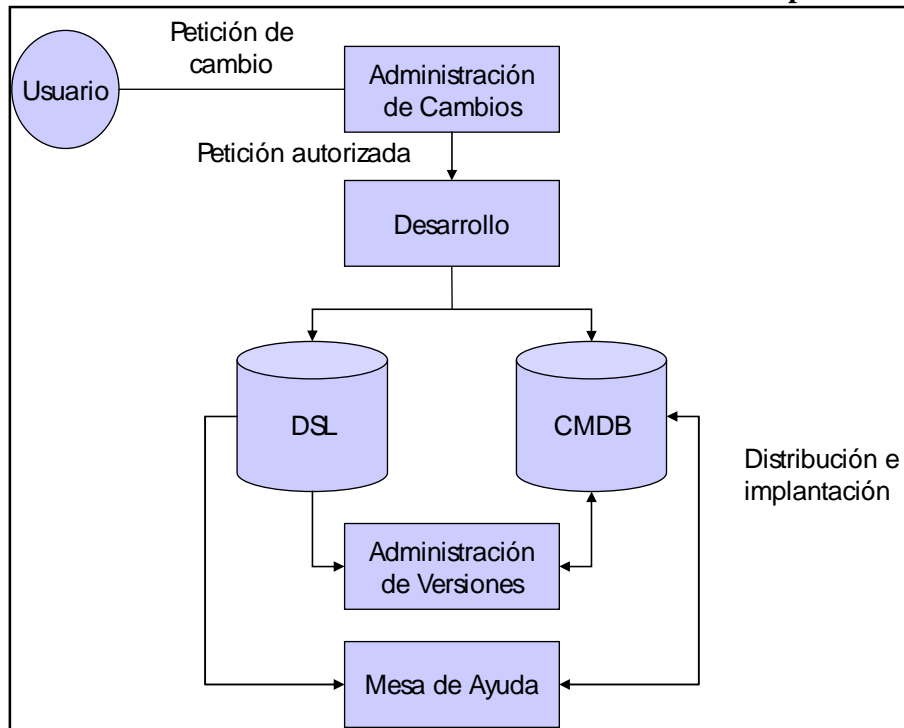 Petición de
cambio
Usuario
Administración
de Cambios
Petición autorizada
Desarrollo
DSL
CMDB
Distribución e
implantación
Administración
de Versiones
Mesa de Ayuda